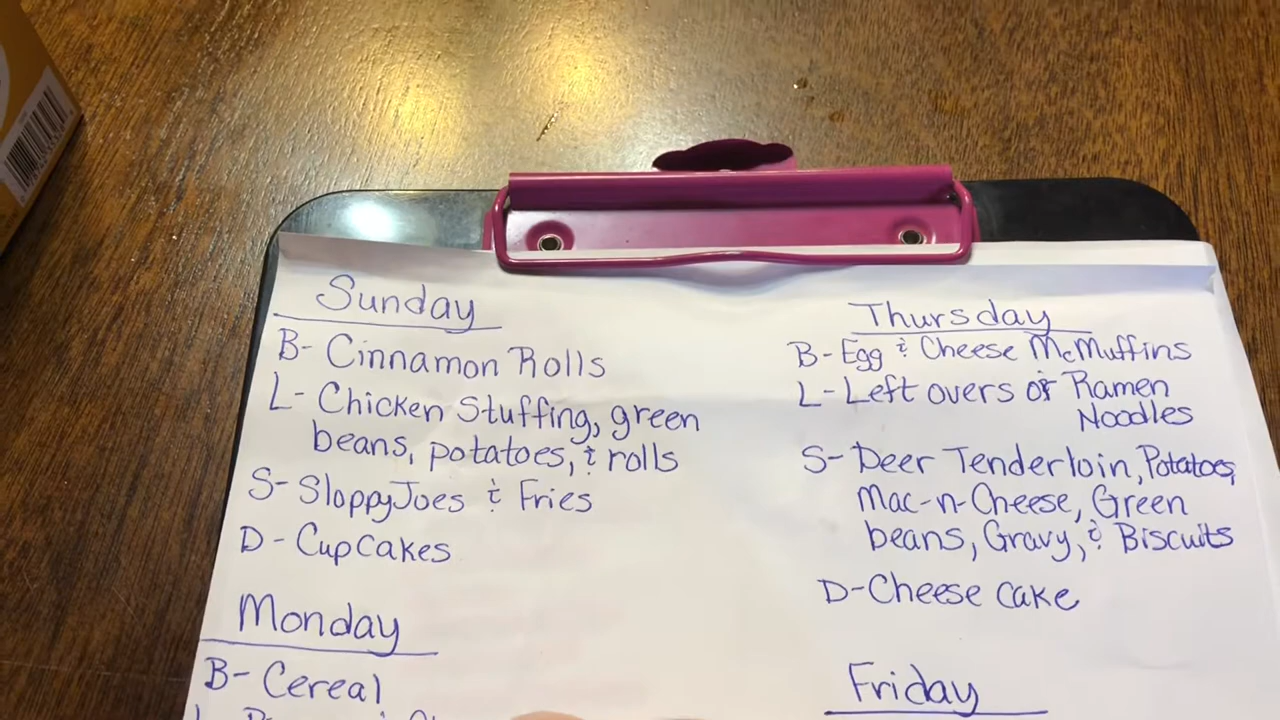 Sunday
B- Cinnamon Rolls
L- Chicken Stuffing, green
beans, potatoes, & rolls
S- SloppyJoes & Fries
D- Cupcakes
Monday
B- Cereal
Thursday
B- Egg & Cheese McMuffins
L- Left overs or Ramen
Noodles
S- Deer Tenderloin, Potatoes,
Mac-n-Cheese, Green
beans, Gravy, & Biscuits
D- Cheese cake
Friday